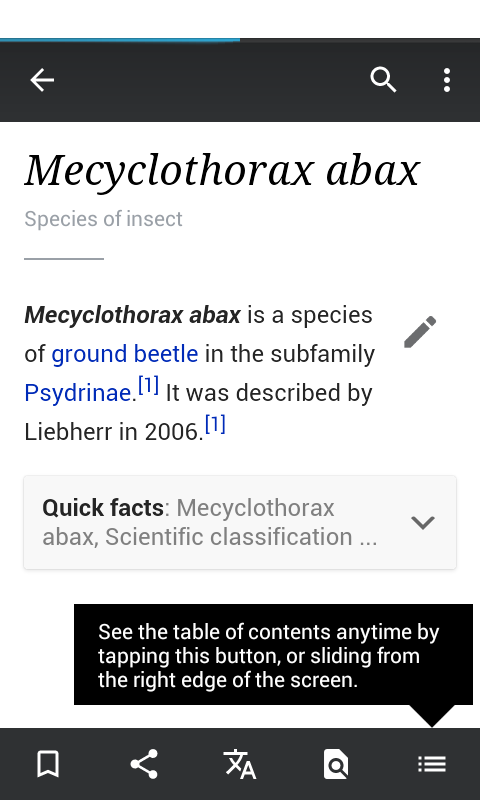 Mecyclothorax abax
Species of insect
Mecyclothorax abax is a species
of ground beetle in the subfamily
Psydrinae.[1] It was described by
Liebherr in 2006.[1]
Quick facts: Mecyclothorax
abax, Scientific classification ...
See the table of contents anytime by
tapping this button, or sliding from
the right edge of the screen.